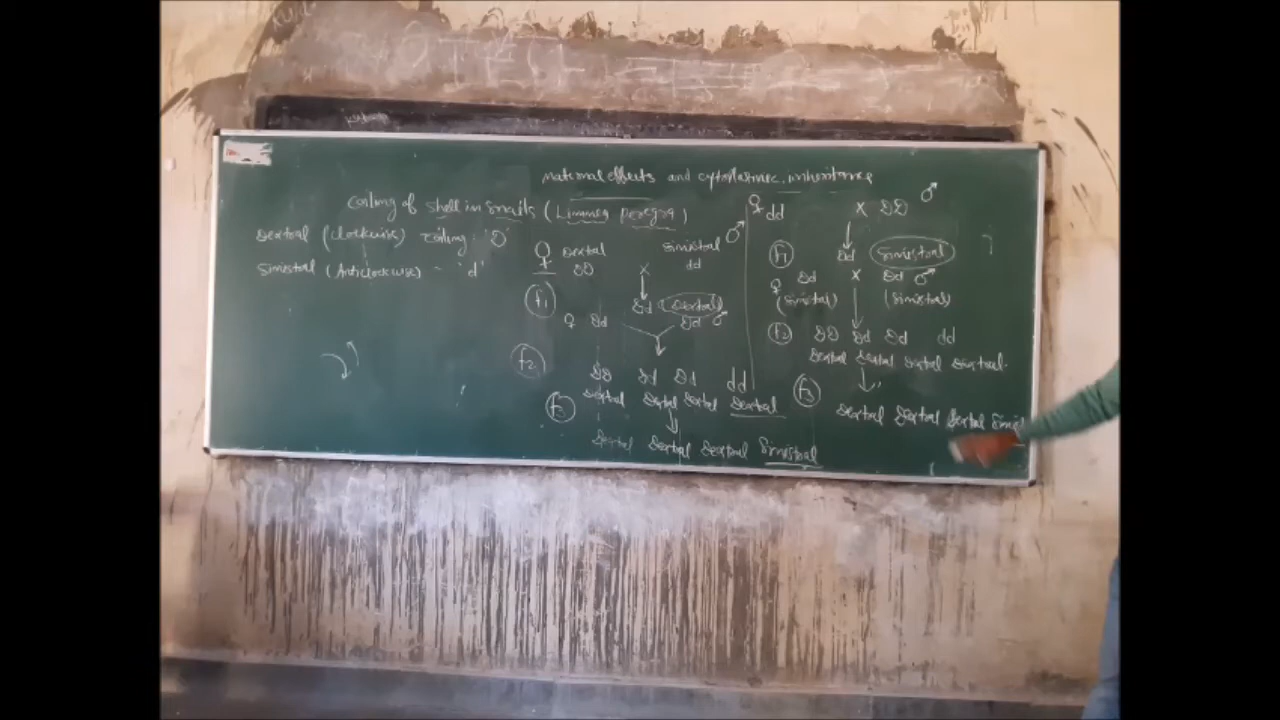 Maternal effects and cytoplasmic inheritance
Coiling of shell in snails (Limnea peregra)
Dextral (clockwise) coiling 'D'
Sinistral (Anticlockwise) - 'd'
♀ Dextral Sinistral ♂
DD x dd
F1 Dd (Dextral)
♀ Dd Dd ♂
F2 DD Dd Dd dd
Dextral Dextral Dextral Dextral
F3
Dextral Dextral Dextral Sinistral
♀ dd x DD ♂
F1 Dd Sinistral
♀ Dd x Dd ♂
(Sinistral) (Sinistral)
F2 DD Dd Dd dd
Dextral Dextral Dextral
F3
Dextral Dextral Dextral